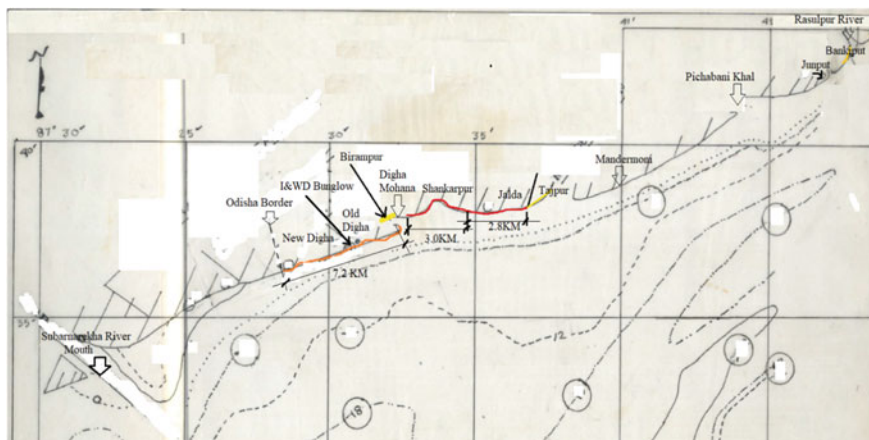 Rasulpur River
Bankiput
Junput
Pichabani Khal
N
87° 30'
25'
30'
35'
Birampur
Digha
Mohana
I&WD Bunglow
Shankarpur
Jalda
Tajpur
Mandermoni
Odisha Border
Old
Digha
New Digha
3.0KM
2.8KM
7.2 KM
35'
Subarnarekha River
Mouth
12
18